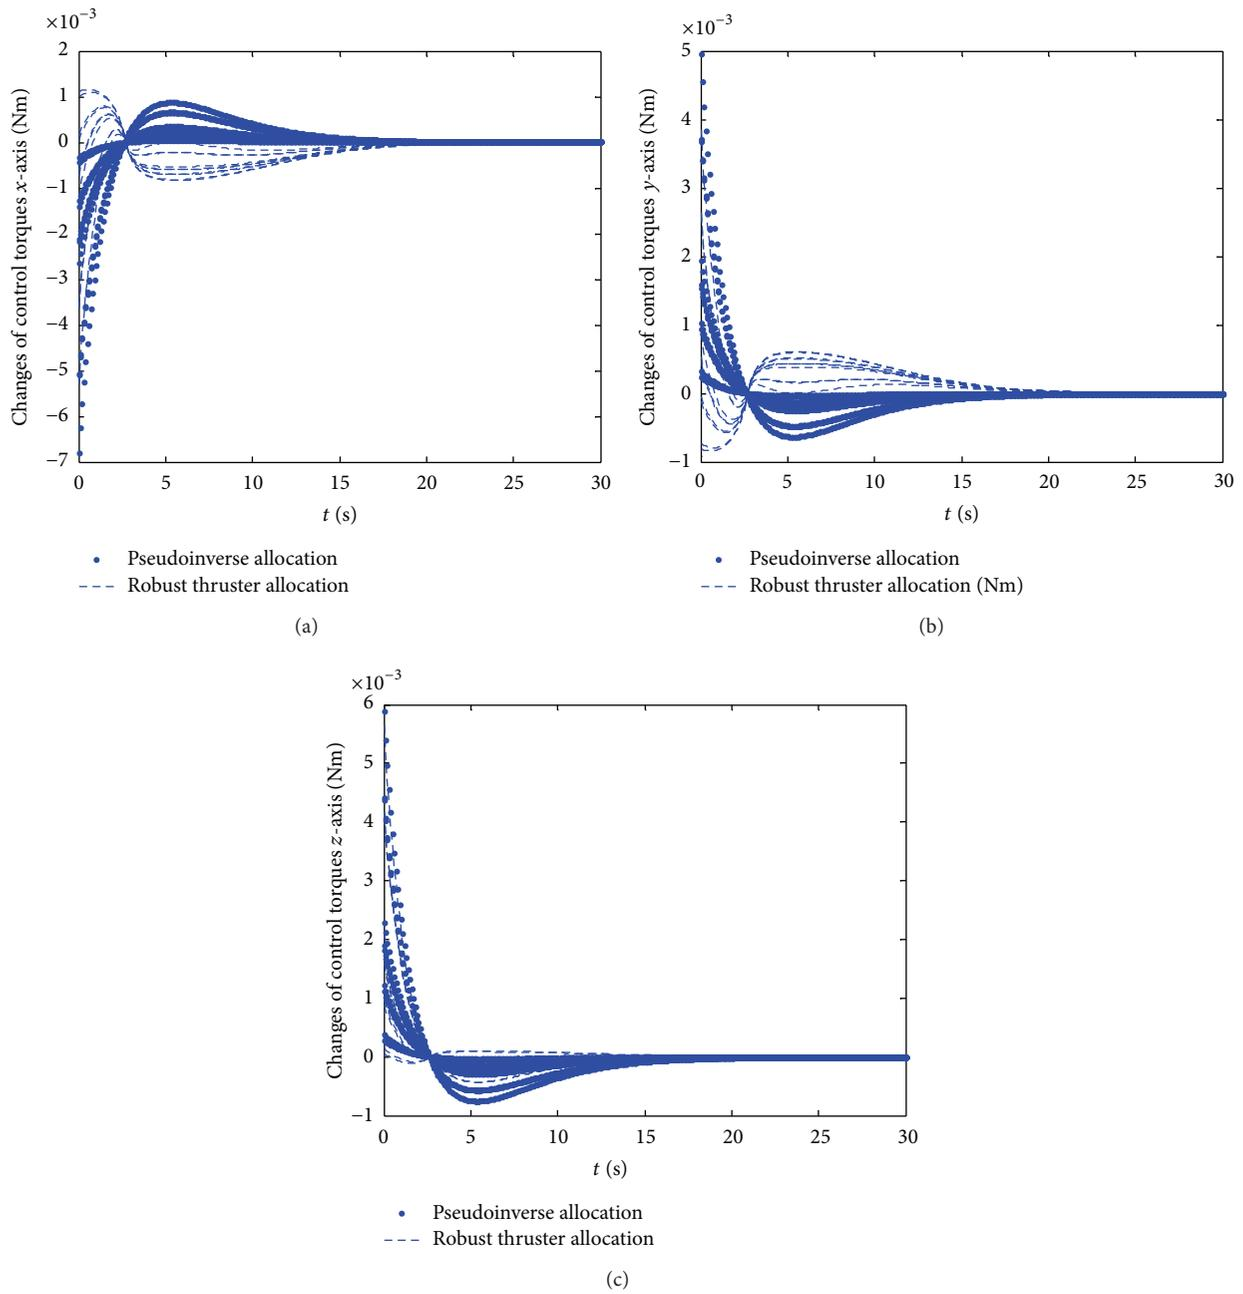 ×10⁻³
2
1
0
−1
−2
−3
−4
−5
−6
−7
Changes of control torques x-axis (Nm)
0 5 10 15 20 25 30
t (s)
Pseudoinverse allocation
Robust thruster allocation
(a)
×10⁻³
5
4
3
2
1
0
−1
Changes of control torques y-axis (Nm)
0 5 10 15 20 25 30
t (s)
Pseudoinverse allocation
Robust thruster allocation (Nm)
(b)
×10⁻³
6
5
4
3
2
1
0
−1
Changes of control torques z-axis (Nm)
0 5 10 15 20 25 30
t (s)
Pseudoinverse allocation
Robust thruster allocation
(c)